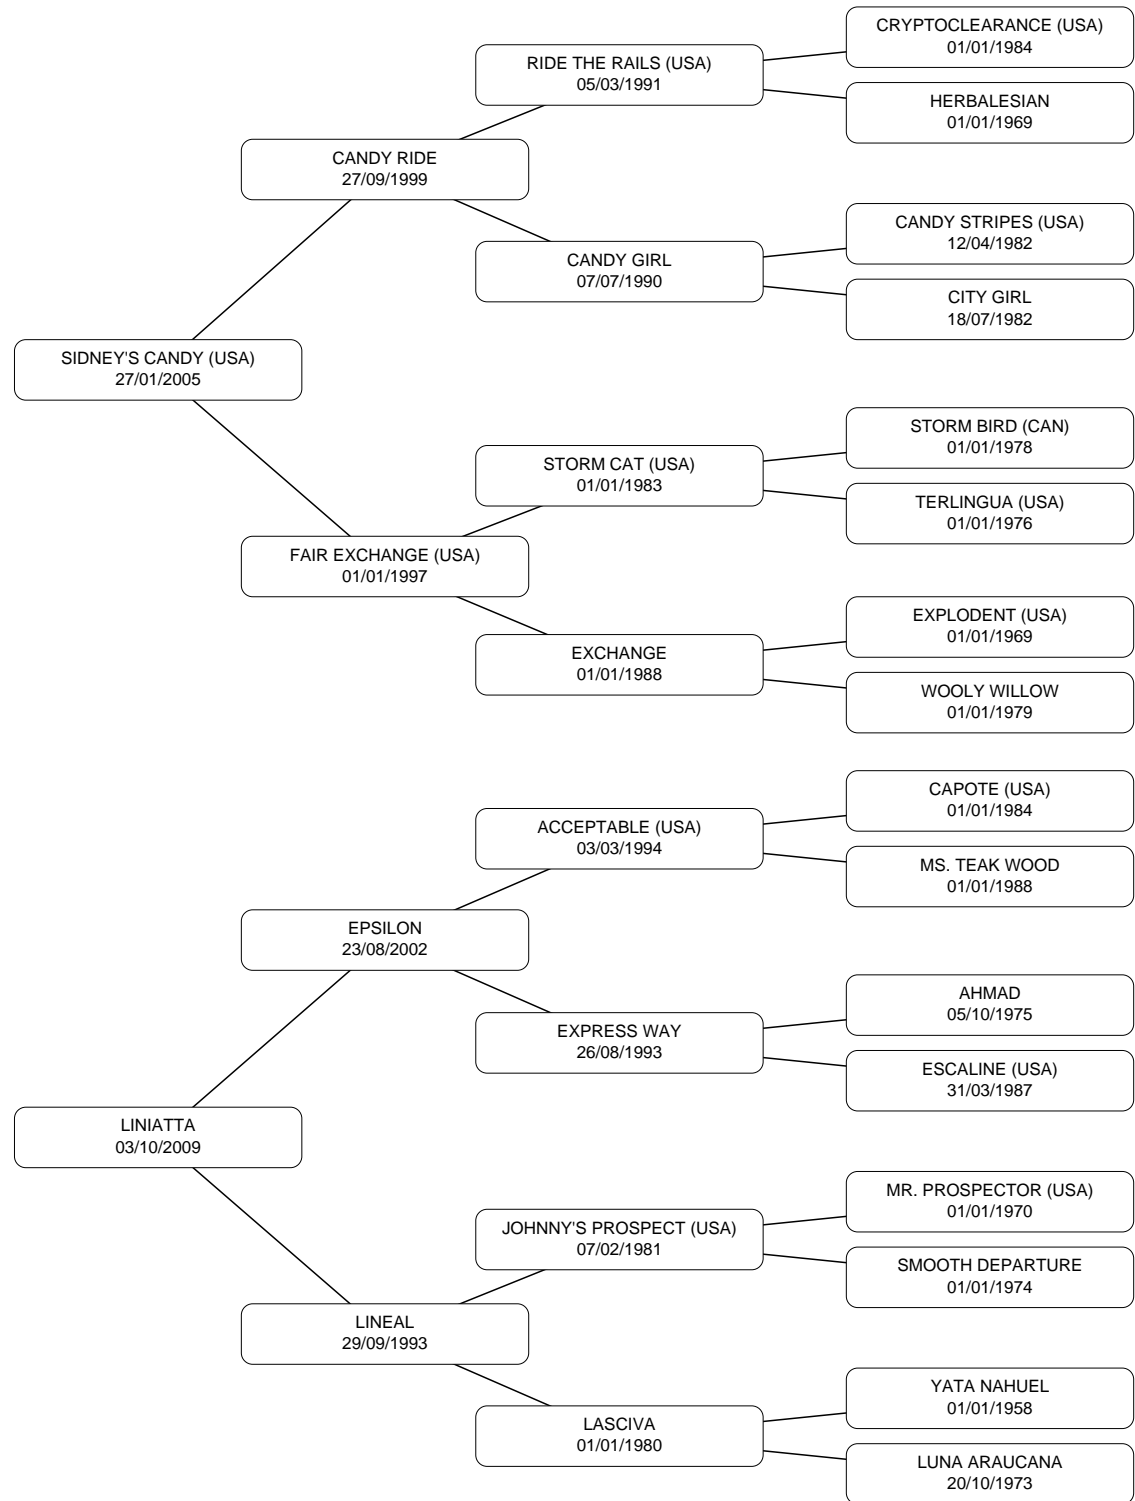 CRYPTOCLEARANCE (USA)
01/01/1984
RIDE THE RAILS (USA)
05/03/1991
HERBALESIAN
01/01/1969
CANDY RIDE
27/09/1999
CANDY STRIPES (USA)
12/04/1982
CANDY GIRL
07/07/1990
CITY GIRL
18/07/1982
SIDNEY'S CANDY (USA)
27/01/2005
STORM BIRD (CAN)
01/01/1978
STORM CAT (USA)
01/01/1983
TERLINGUA (USA)
01/01/1976
FAIR EXCHANGE (USA)
01/01/1997
EXPLODENT (USA)
01/01/1969
EXCHANGE
01/01/1988
WOOLY WILLOW
01/01/1979
CAPOTE (USA)
01/01/1984
ACCEPTABLE (USA)
03/03/1994
MS. TEAK WOOD
01/01/1988
EPSILON
23/08/2002
AHMAD
05/10/1975
EXPRESS WAY
26/08/1993
ESCALINE (USA)
31/03/1987
LINIATTA
03/10/2009
MR. PROSPECTOR (USA)
01/01/1970
JOHNNY'S PROSPECT (USA)
07/02/1981
SMOOTH DEPARTURE
01/01/1974
LINEAL
29/09/1993
YATA NAHUEL
01/01/1958
LASCIVA
01/01/1980
LUNA ARAUCANA
20/10/1973